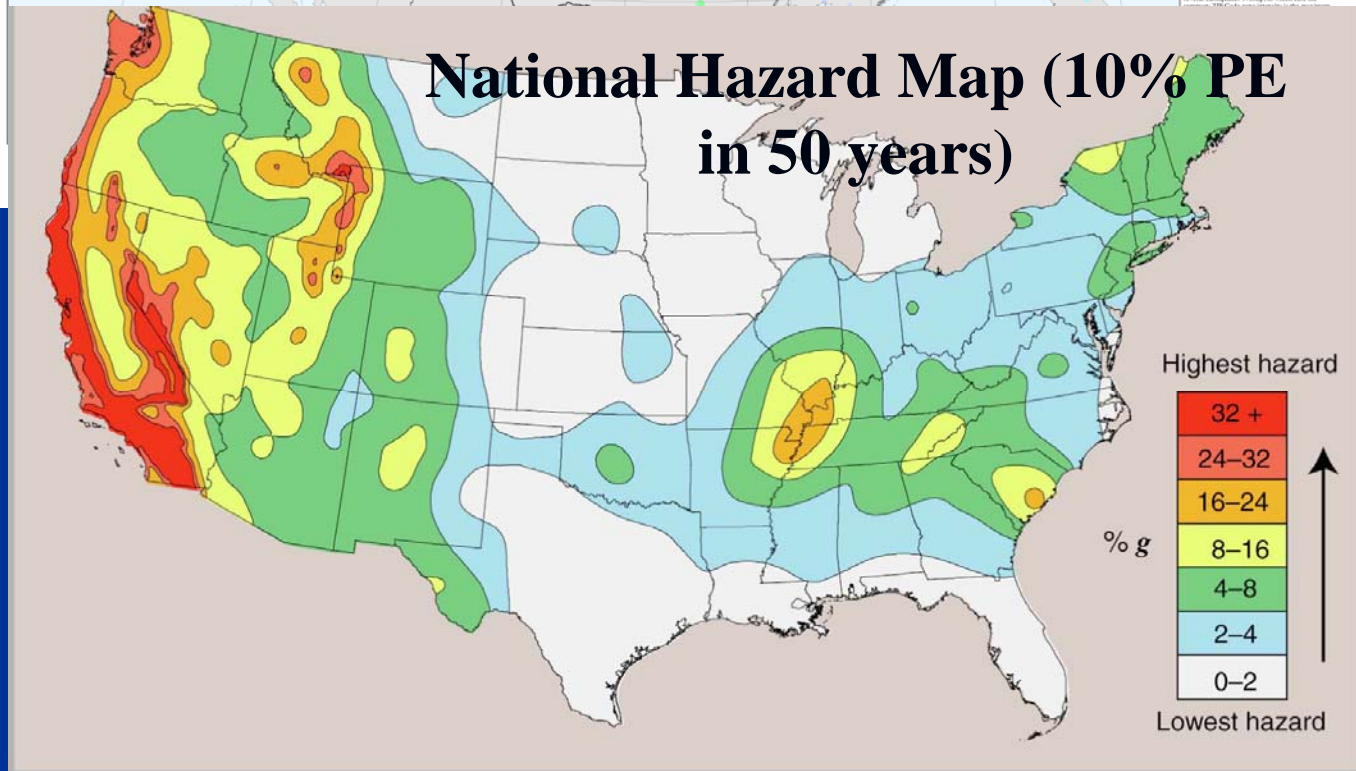 National Hazard Map (10% PE
in 50 years)
Highest hazard
32 +
24–32
16–24
% g
8–16
4–8
2–4
0–2
Lowest hazard